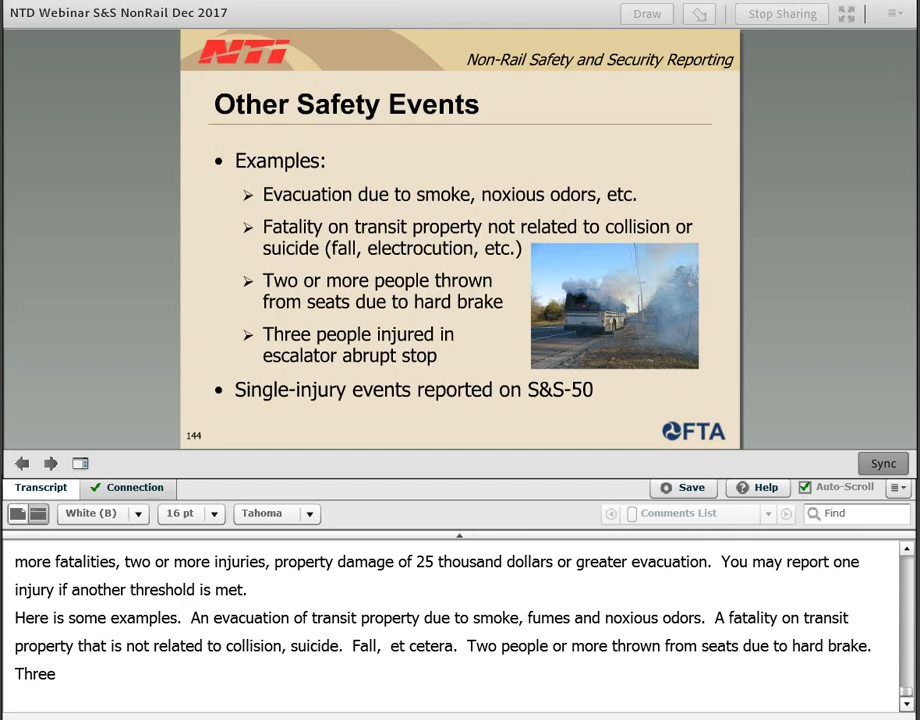 NTD Webinar S&S NonRail Dec 2017
Draw
Stop Sharing
NTI
Non-Rail Safety and Security Reporting
Other Safety Events
• Examples:
➢ Evacuation due to smoke, noxious odors, etc.
➢ Fatality on transit property not related to collision or
suicide (fall, electrocution, etc.)
➢ Two or more people thrown
from seats due to hard brake
➢ Three people injured in
escalator abrupt stop
• Single-injury events reported on S&S-50
144
FTA
Sync
Transcript
Connection
Save
Help
Auto-Scroll
White (B)
16 pt
Tahoma
Comments List
Find
more fatalities, two or more injuries, property damage of 25 thousand dollars or greater evacuation.  You may report one
injury if another threshold is met.
Here is some examples.  An evacuation of transit property due to smoke, fumes and noxious odors.  A fatality on transit
property that is not related to collision, suicide.  Fall,  et cetera.  Two people or more thrown from seats due to hard brake.
Three